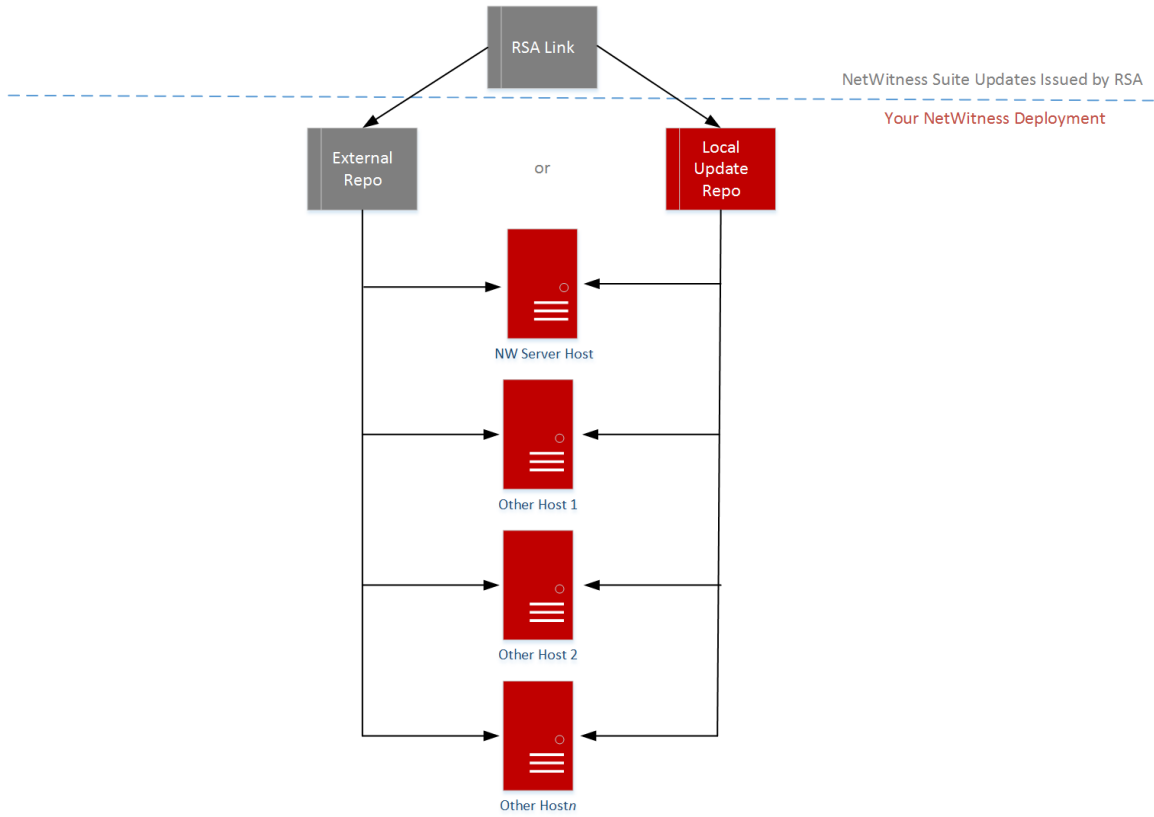 RSA Link
NetWitness Suite Updates Issued by RSA
Your NetWitness Deployment
External
Repo
or
Local
Update
Repo
NW Server Host
Other Host 1
Other Host 2
Other Hostn